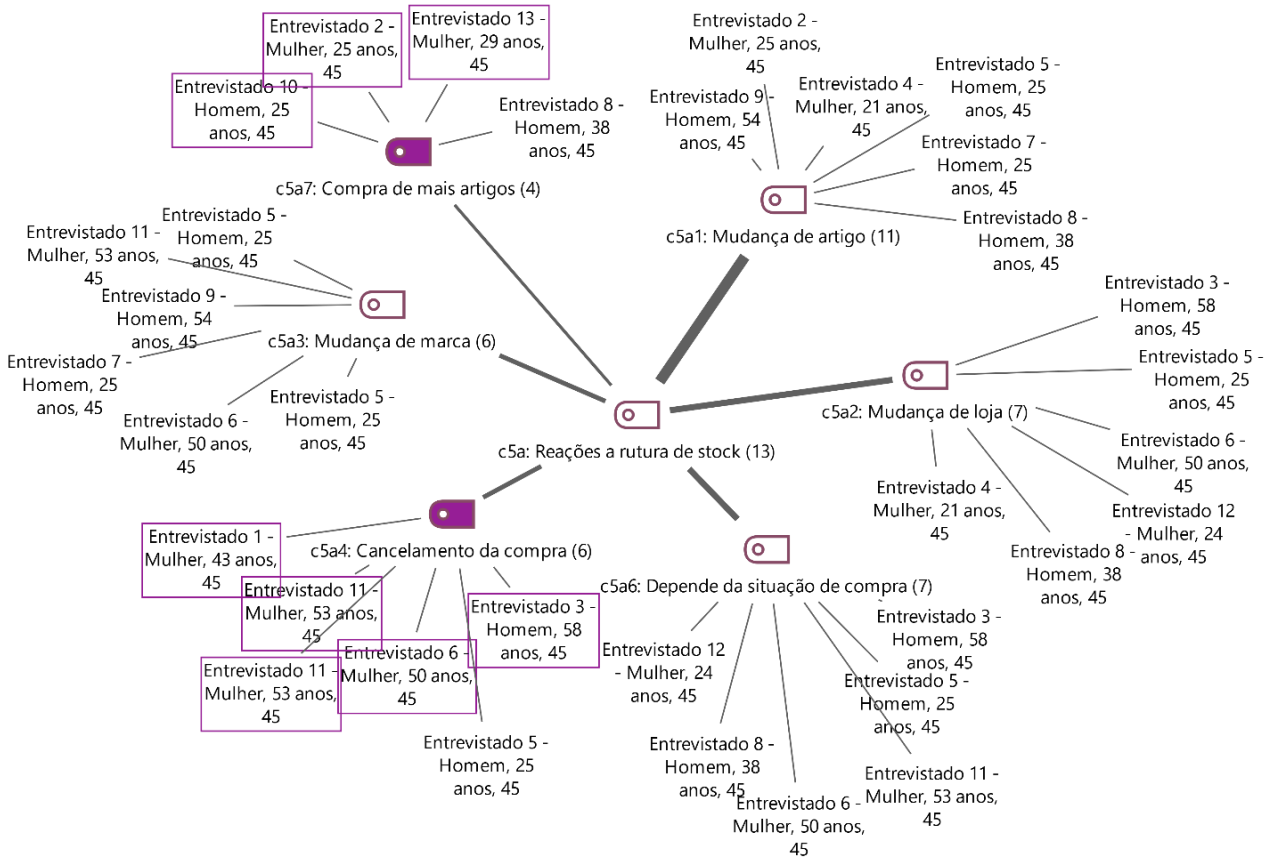 Entrevistado 2 -
Mulher, 25 anos,
45
Entrevistado 13 -
Mulher, 29 anos,
45
Entrevistado 10 -
Homem, 25
anos, 45
Entrevistado 8 -
Homem, 38
anos, 45
c5a7: Compra de mais artigos (4)
Entrevistado 2 -
Mulher, 25 anos,
45
Entrevistado 9 -
Homem, 54
anos, 45
Entrevistado 4 -
Mulher, 21 anos,
45
Entrevistado 5 -
Homem, 25
anos, 45
Entrevistado 7 -
Homem, 25
anos, 45
Entrevistado 8 -
Homem, 38
anos, 45
c5a1: Mudança de artigo (11)
Entrevistado 5 -
Homem, 25
anos, 45
Entrevistado 11 -
Mulher, 53 anos,
45
Entrevistado 9 -
Homem, 54
anos, 45
c5a3: Mudança de marca (6)
Entrevistado 7 -
Homem, 25
anos, 45
Entrevistado 6 -
Mulher, 50 anos,
45
Entrevistado 5 -
Homem, 25
anos, 45
Entrevistado 3 -
Homem, 58
anos, 45
Entrevistado 5 -
Homem, 25
anos, 45
c5a2: Mudança de loja (7)
Entrevistado 6 -
Mulher, 50 anos,
45
Entrevistado 12
- Mulher, 24
anos, 45
Entrevistado 4 -
Mulher, 21 anos,
45
Entrevistado 8 -
Homem, 38
anos, 45
c5a: Reações a rutura de stock (13)
Entrevistado 1 -
Mulher, 43 anos,
45
c5a4: Cancelamento da compra (6)
Entrevistado 11 -
Mulher, 53 anos,
45
Entrevistado 3 -
Homem, 58
anos, 45
Entrevistado 11 -
Mulher, 53 anos,
45
Entrevistado 6 -
Mulher, 50 anos,
45
Entrevistado 5 -
Homem, 25
anos, 45
c5a6: Depende da situação de compra (7)
Entrevistado 12
- Mulher, 24
anos, 45
Entrevistado 3 -
Homem, 58
anos, 45
Entrevistado 5 -
Homem, 25
anos, 45
Entrevistado 8 -
Homem, 38
anos, 45
Entrevistado 11 -
Mulher, 53 anos,
45
Entrevistado 6 -
Mulher, 50 anos,
45